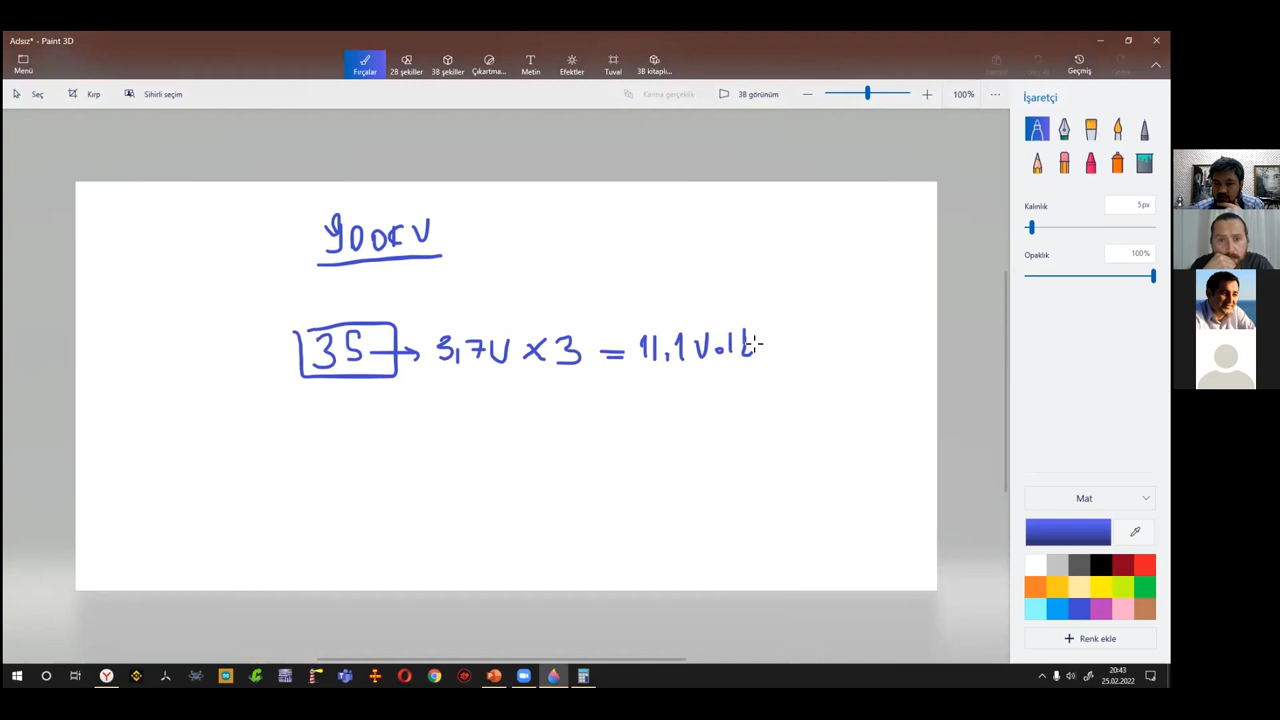 Adsız* - Paint 3D
Menü
Fırçalar
2B şekiller
3B şekiller
Çıkartma...
Metin
Efektler
Tuval
3B kitaplı...
Geçmiş
Seç
Kırp
Sihirli seçim
Karma gerçeklik
3B görünüm
100%
İşaretçi
Kalınlık
5px
Opaklık
100%
900KV
3S → 3,7V × 3 = 11,1 Volt
Mat
Renk ekle
20:43
25.02.2022